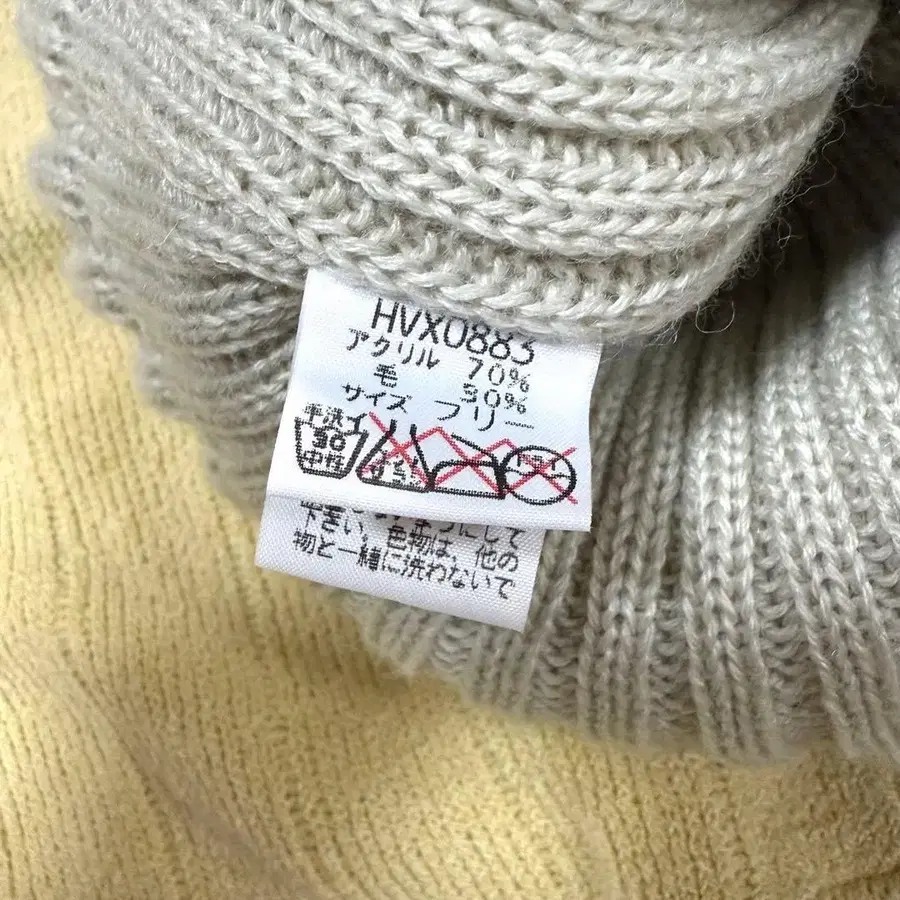 HVX0883
アクリル 70%
毛 30%
サイズ フリー
手洗イ
30
中性
下さい。色物は、他の
物と一緒に洗わないで